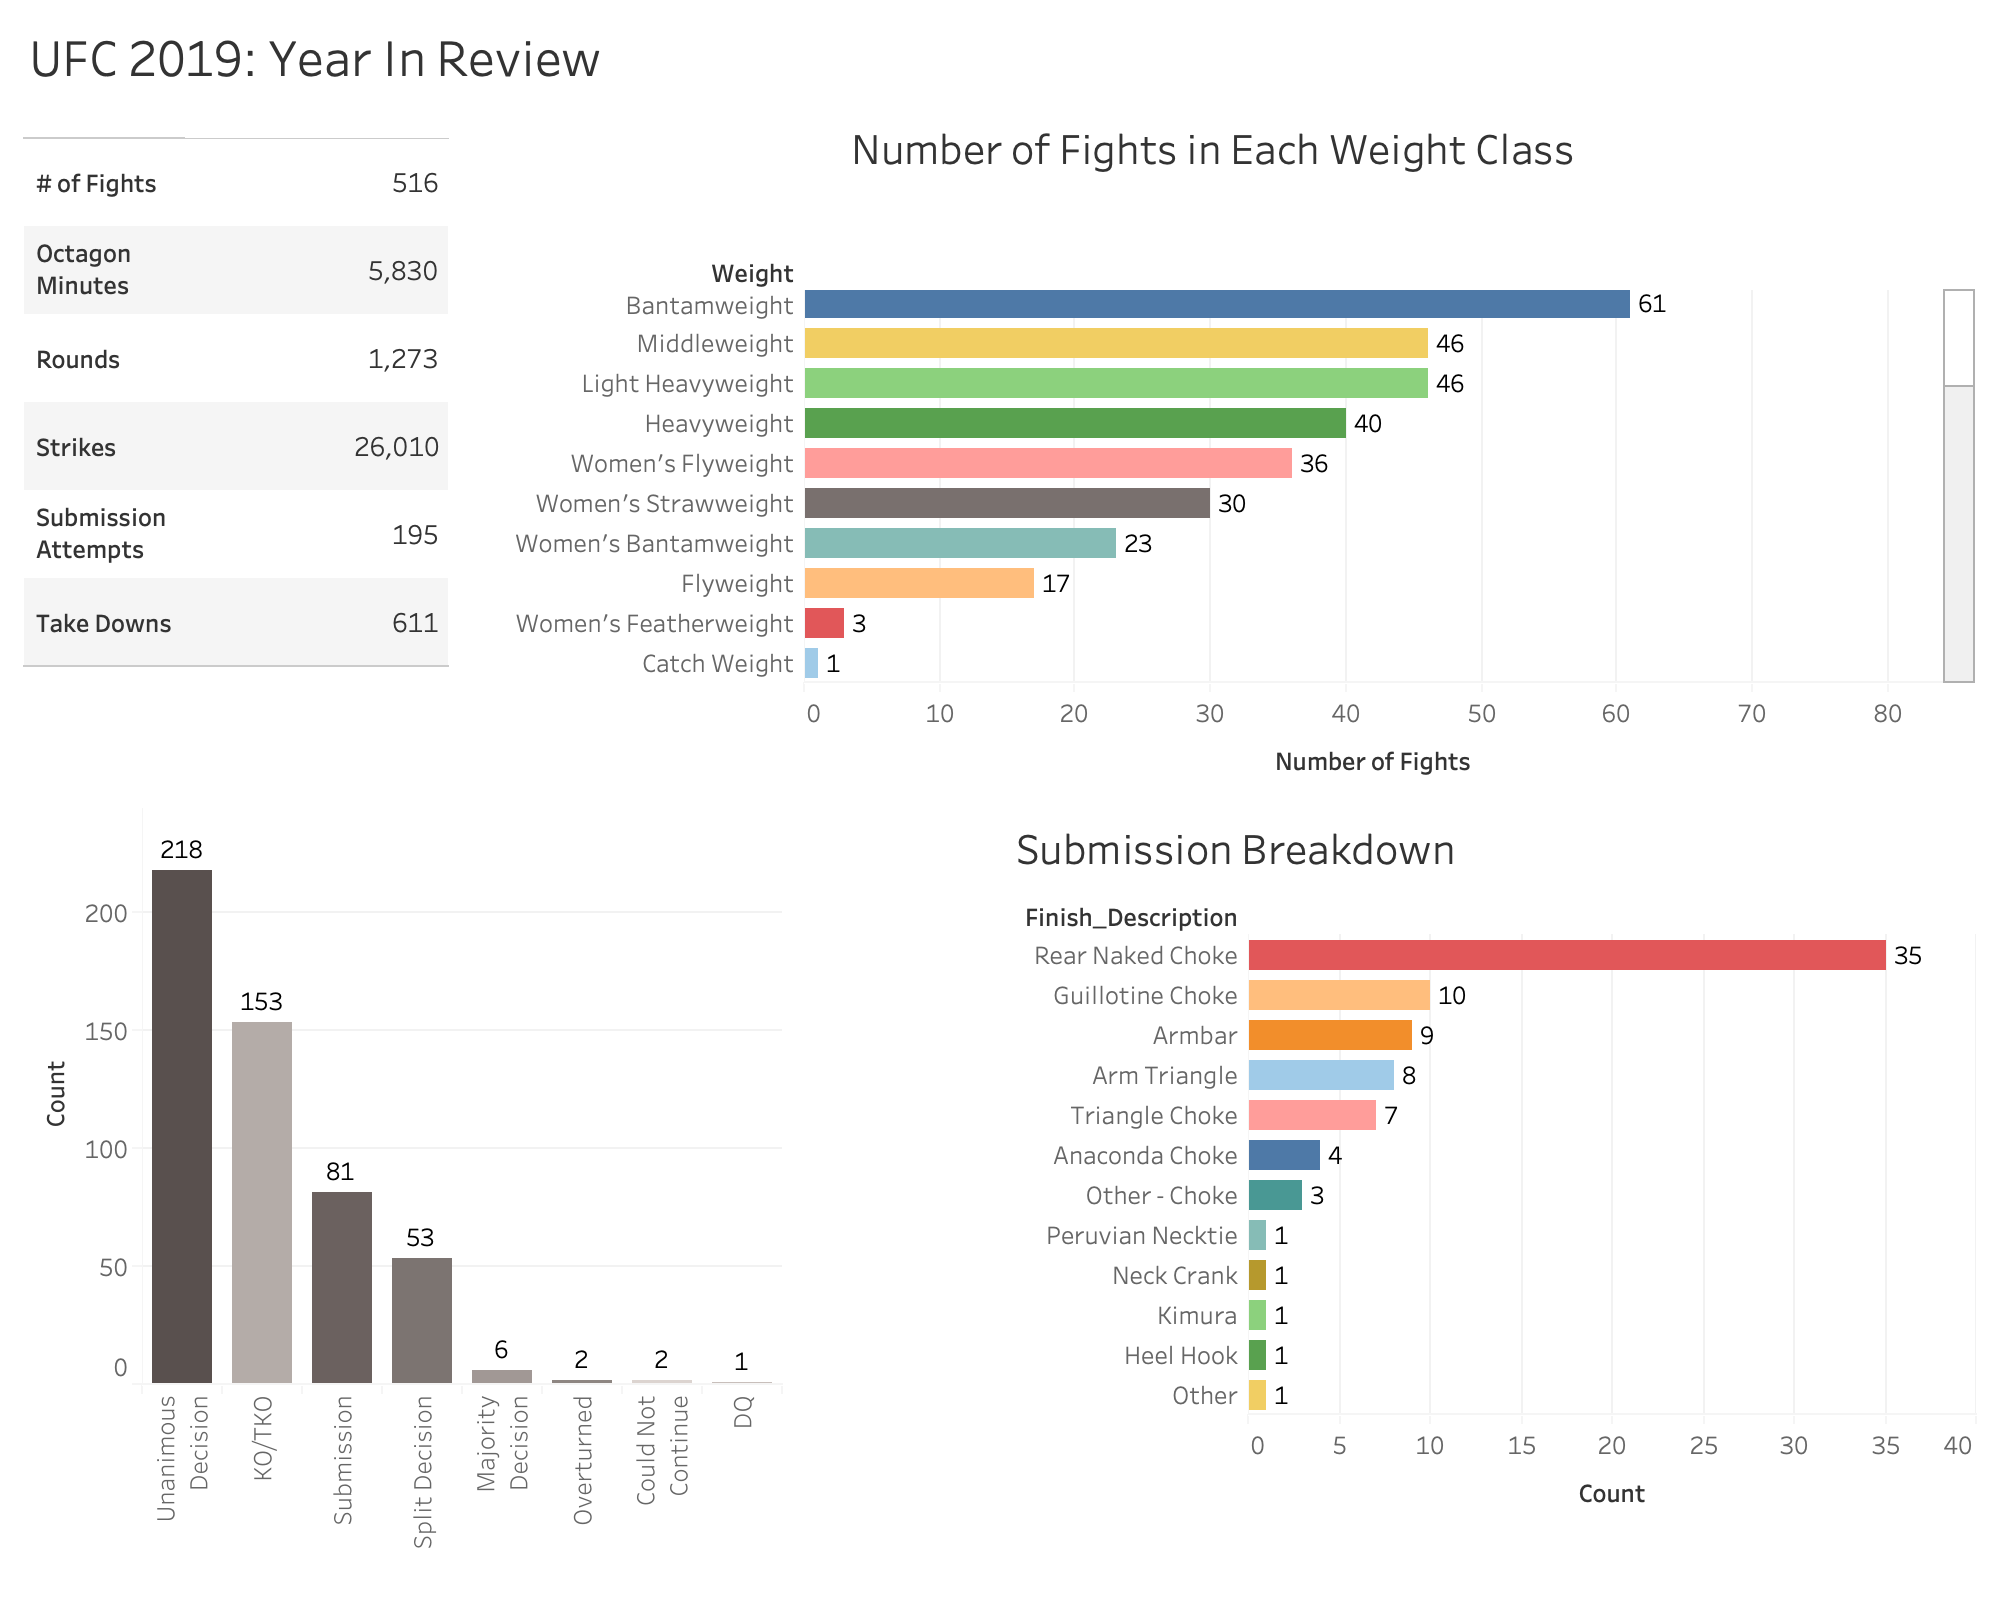 UFC 2019: Year In Review
# of Fights 516
Octagon
Minutes 5,830
Rounds 1,273
Strikes 26,010
Submission
Attempts 195
Take Downs 611
Number of Fights in Each Weight Class
Weight
Bantamweight 61
Middleweight 46
Light Heavyweight 46
Heavyweight 40
Women's Flyweight 36
Women's Strawweight 30
Women's Bantamweight 23
Flyweight 17
Women's Featherweight 3
Catch Weight 1
0 10 20 30 40 50 60 70 80
Number of Fights
Count
200
150
100
50
0
218
153
81
53
6
2
2
1
Unanimous
Decision
KO/TKO
Submission
Split Decision
Majority
Decision
Overturned
Could Not
Continue
DQ
Submission Breakdown
Finish_Description
Rear Naked Choke 35
Guillotine Choke 10
Armbar 9
Arm Triangle 8
Triangle Choke 7
Anaconda Choke 4
Other - Choke 3
Peruvian Necktie 1
Neck Crank 1
Kimura 1
Heel Hook 1
Other 1
0 5 10 15 20 25 30 35 40
Count